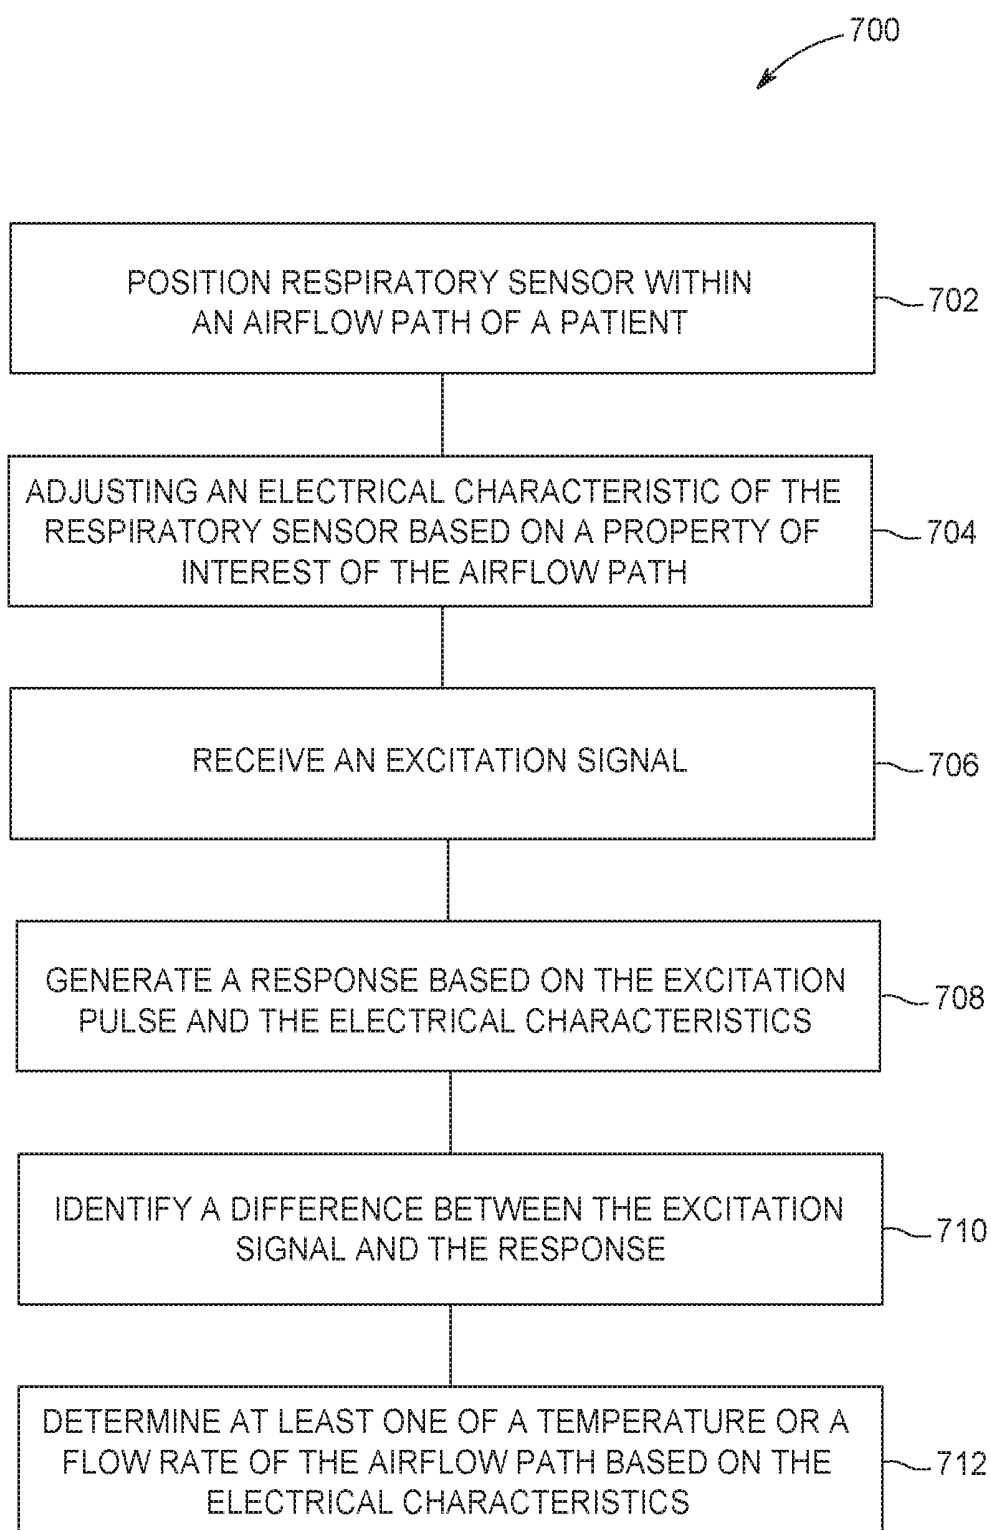 700
POSITION RESPIRATORY SENSOR WITHIN
AN AIRFLOW PATH OF A PATIENT
702
ADJUSTING AN ELECTRICAL CHARACTERISTIC OF THE
RESPIRATORY SENSOR BASED ON A PROPERTY OF
INTEREST OF THE AIRFLOW PATH
704
RECEIVE AN EXCITATION SIGNAL
706
GENERATE A RESPONSE BASED ON THE EXCITATION
PULSE AND THE ELECTRICAL CHARACTERISTICS
708
IDENTIFY A DIFFERENCE BETWEEN THE EXCITATION
SIGNAL AND THE RESPONSE
710
DETERMINE AT LEAST ONE OF A TEMPERATURE OR A
FLOW RATE OF THE AIRFLOW PATH BASED ON THE
ELECTRICAL CHARACTERISTICS
712